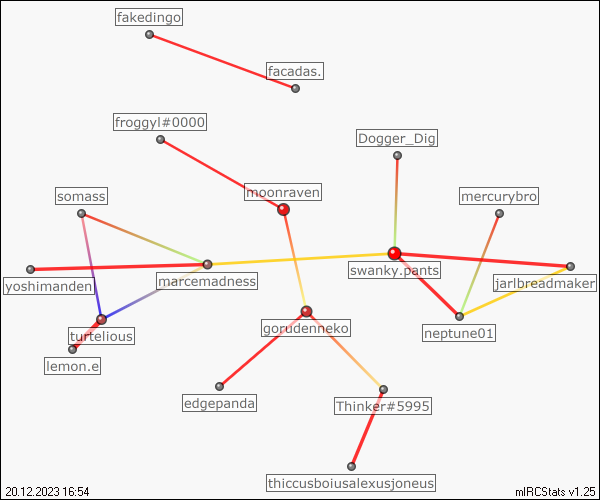 fakedingo
facadas.
froggyl#0000
Dogger_Dig
moonraven
somass
mercurybro
swanky.pants
yoshimanden
marcemadness
jarlbreadmaker
gorudenneko
turtelious
neptune01
lemon.e
edgepanda
Thinker#5995
thiccusboiusalexusjoneus
20.12.2023 16:54
mIRCStats v1.25